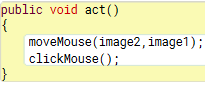 public void act()
{
    moveMouse(image2,image1);
    clickMouse();
}